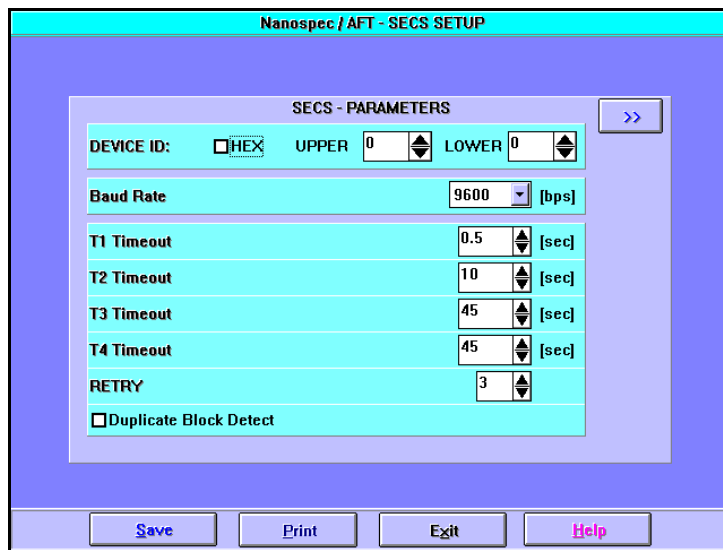 Nanospec / AFT - SECS SETUP
SECS - PARAMETERS
>>
DEVICE ID: HEX UPPER 0 LOWER 0
Baud Rate 9600 [bps]
T1 Timeout 0.5 [sec]
T2 Timeout 10 [sec]
T3 Timeout 45 [sec]
T4 Timeout 45 [sec]
RETRY 3
Duplicate Block Detect
Save Print Exit Help